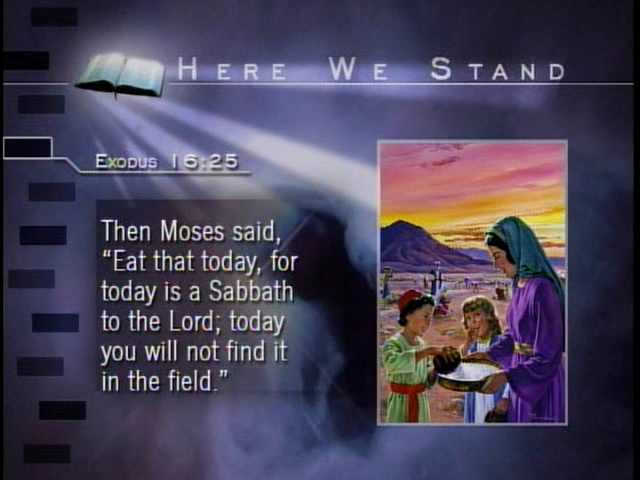 HERE WE STAND
EXODUS 16:25
Then Moses said,
“Eat that today, for
today is a Sabbath
to the Lord; today
you will not find it
in the field.”